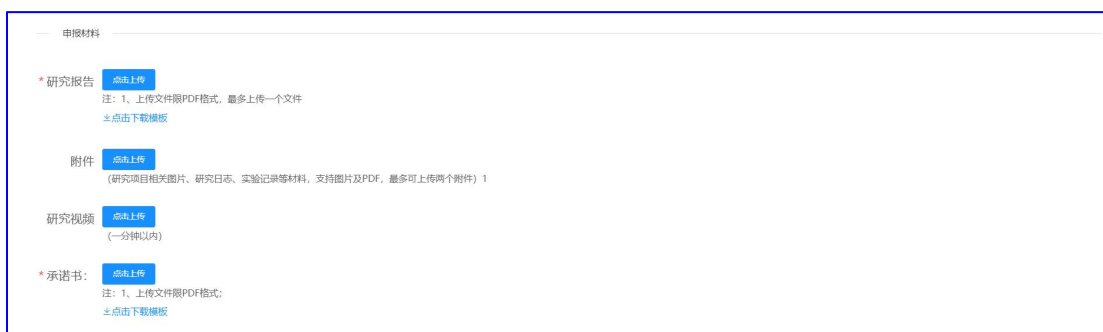 申报材料
* 研究报告 点击上传
注：1、上传文件限PDF格式，最多上传一个文件
点击下载模板
附件 点击上传
（研究项目相关图片、研究日志、实验记录等材料，支持图片及PDF，最多可上传两个附件）1
研究视频 点击上传
（一分钟以内）
* 承诺书： 点击上传
注：1、上传文件限PDF格式；
点击下载模板